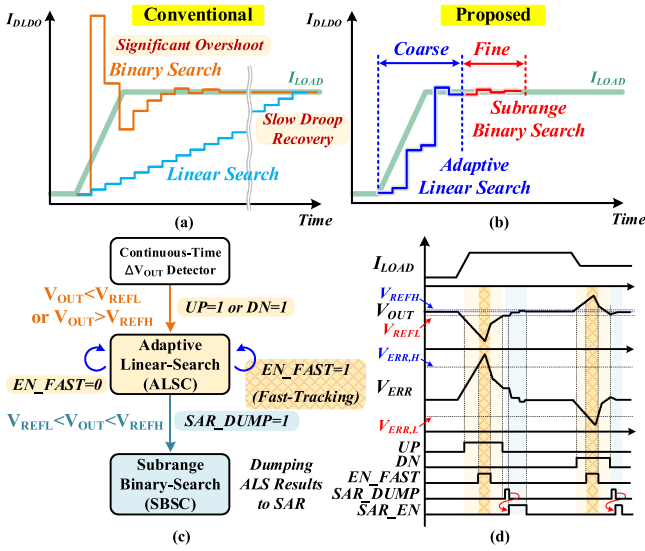 Conventional
Proposed
I_DLDO
Significant Overshoot
Binary Search
I_LOAD
Slow Droop
Recovery
Linear Search
Time
(a)
I_DLDO
Coarse
Fine
I_LOAD
Subrange
Binary Search
Adaptive
Linear Search
Time
(b)
Continuous-Time
ΔV_OUT Detector
V_OUT<V_REFL
or V_OUT>V_REFH
UP=1 or DN=1
Adaptive
Linear-Search
(ALSC)
EN_FAST=0
EN_FAST=1
(Fast-Tracking)
V_REFL<V_OUT<V_REFH
SAR_DUMP=1
Subrange
Binary-Search
(SBSC)
Dumping
ALS Results
to SAR
(c)
I_LOAD
V_REFH
V_OUT
V_REFL
V_ERR,H
V_ERR
V_ERR,L
UP
DN
EN_FAST
SAR_DUMP
SAR_EN
(d)